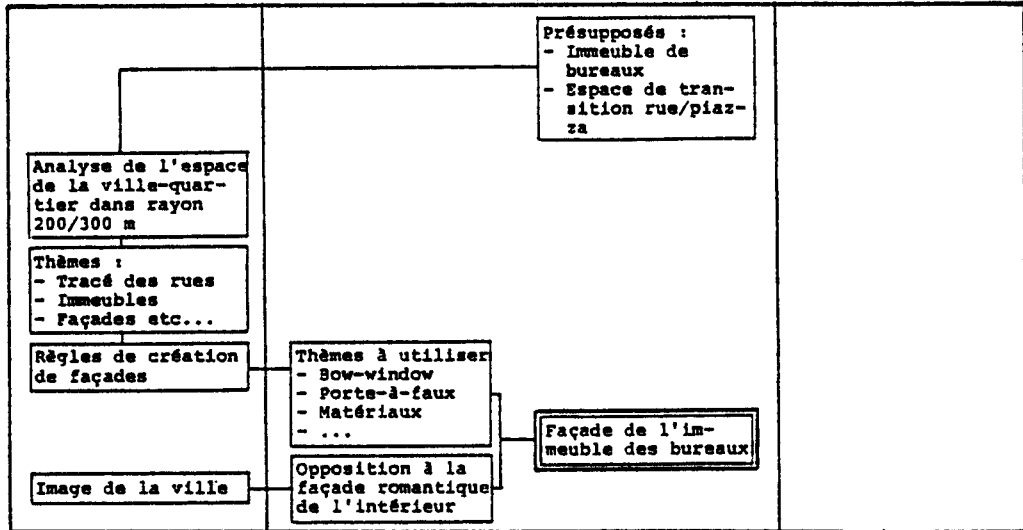 Présupposés :
- Immeuble de
bureaux
- Espace de tran-
sition rue/piaz-
za
Analyse de l'espace
de la ville-quar-
tier dans rayon
200/300 m
Thèmes :
- Tracé des rues
- Immeubles
- Façades etc...
Règles de création
de façades
Thèmes à utiliser
- Bow-window
- Porte-à-faux
- Matériaux
- ...
Façade de l'im-
meuble des bureaux
Image de la ville
Opposition à la
façade romantique
de l'intérieur